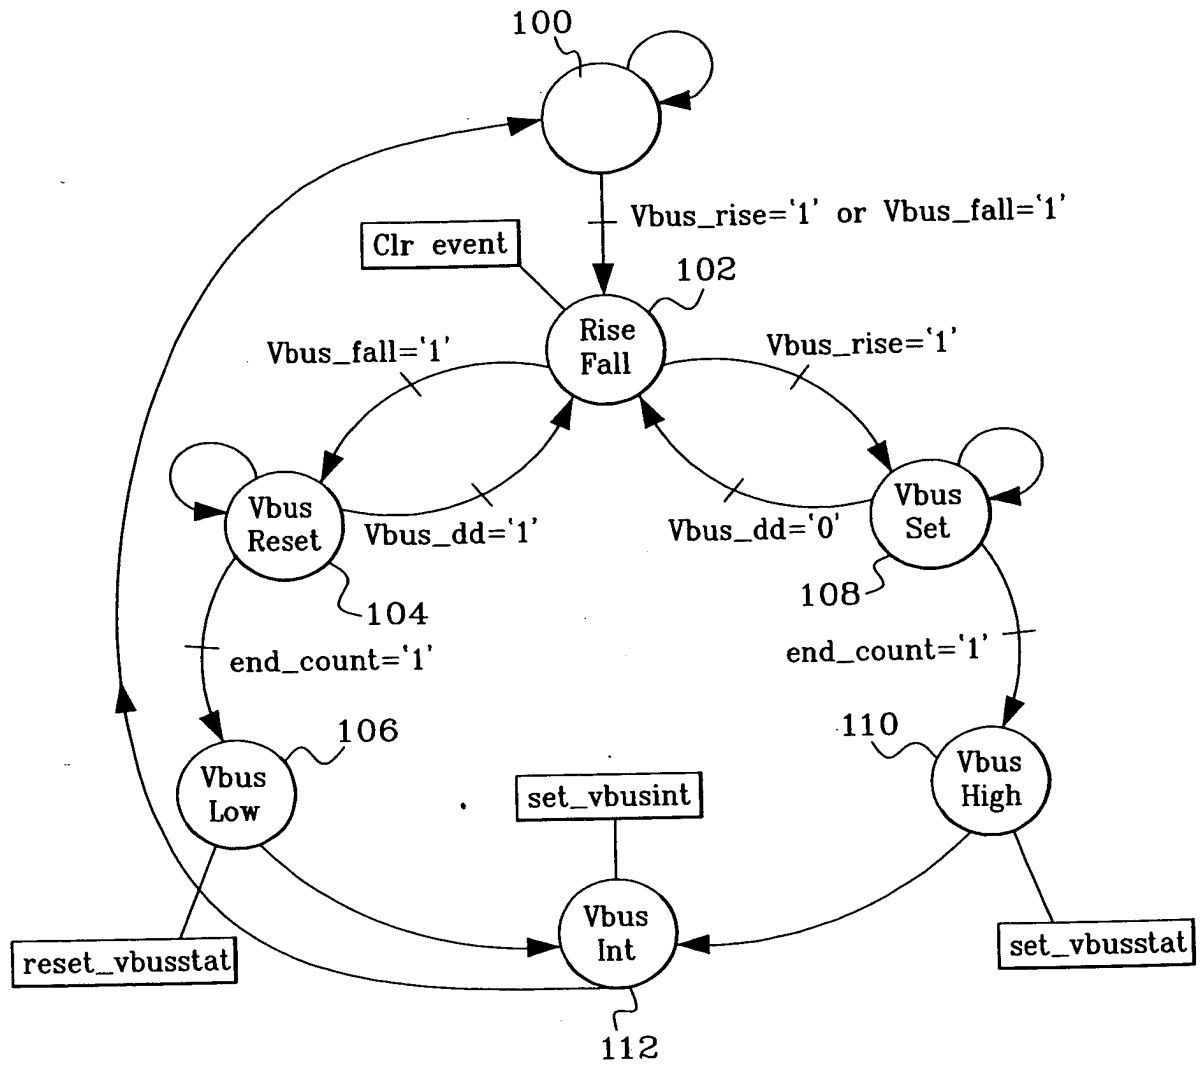 100
Vbus_rise=‘1’ or Vbus_fall=‘1’
Clr event
102
Rise
Fall
Vbus_fall=‘1’
Vbus_rise=‘1’
Vbus
Reset
Vbus_dd=‘1’
Vbus_dd=‘0’
Vbus
Set
104
108
end_count=‘1’
end_count=‘1’
106
110
Vbus
Low
set_vbusint
Vbus
High
Vbus
Int
reset_vbusstat
set_vbusstat
112